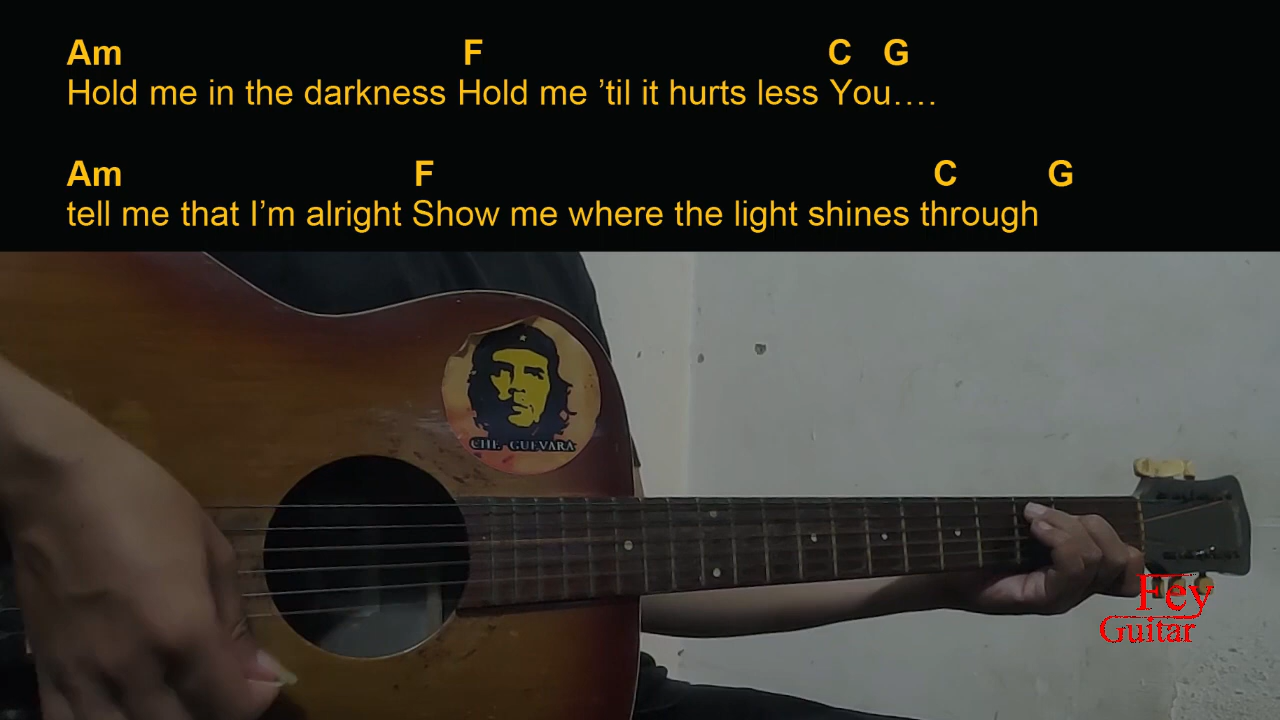 Am F C G
Hold me in the darkness Hold me ’til it hurts less You….
Am F C G
tell me that I’m alright Show me where the light shines through
CHE GUEVARA
Fey
Guitar